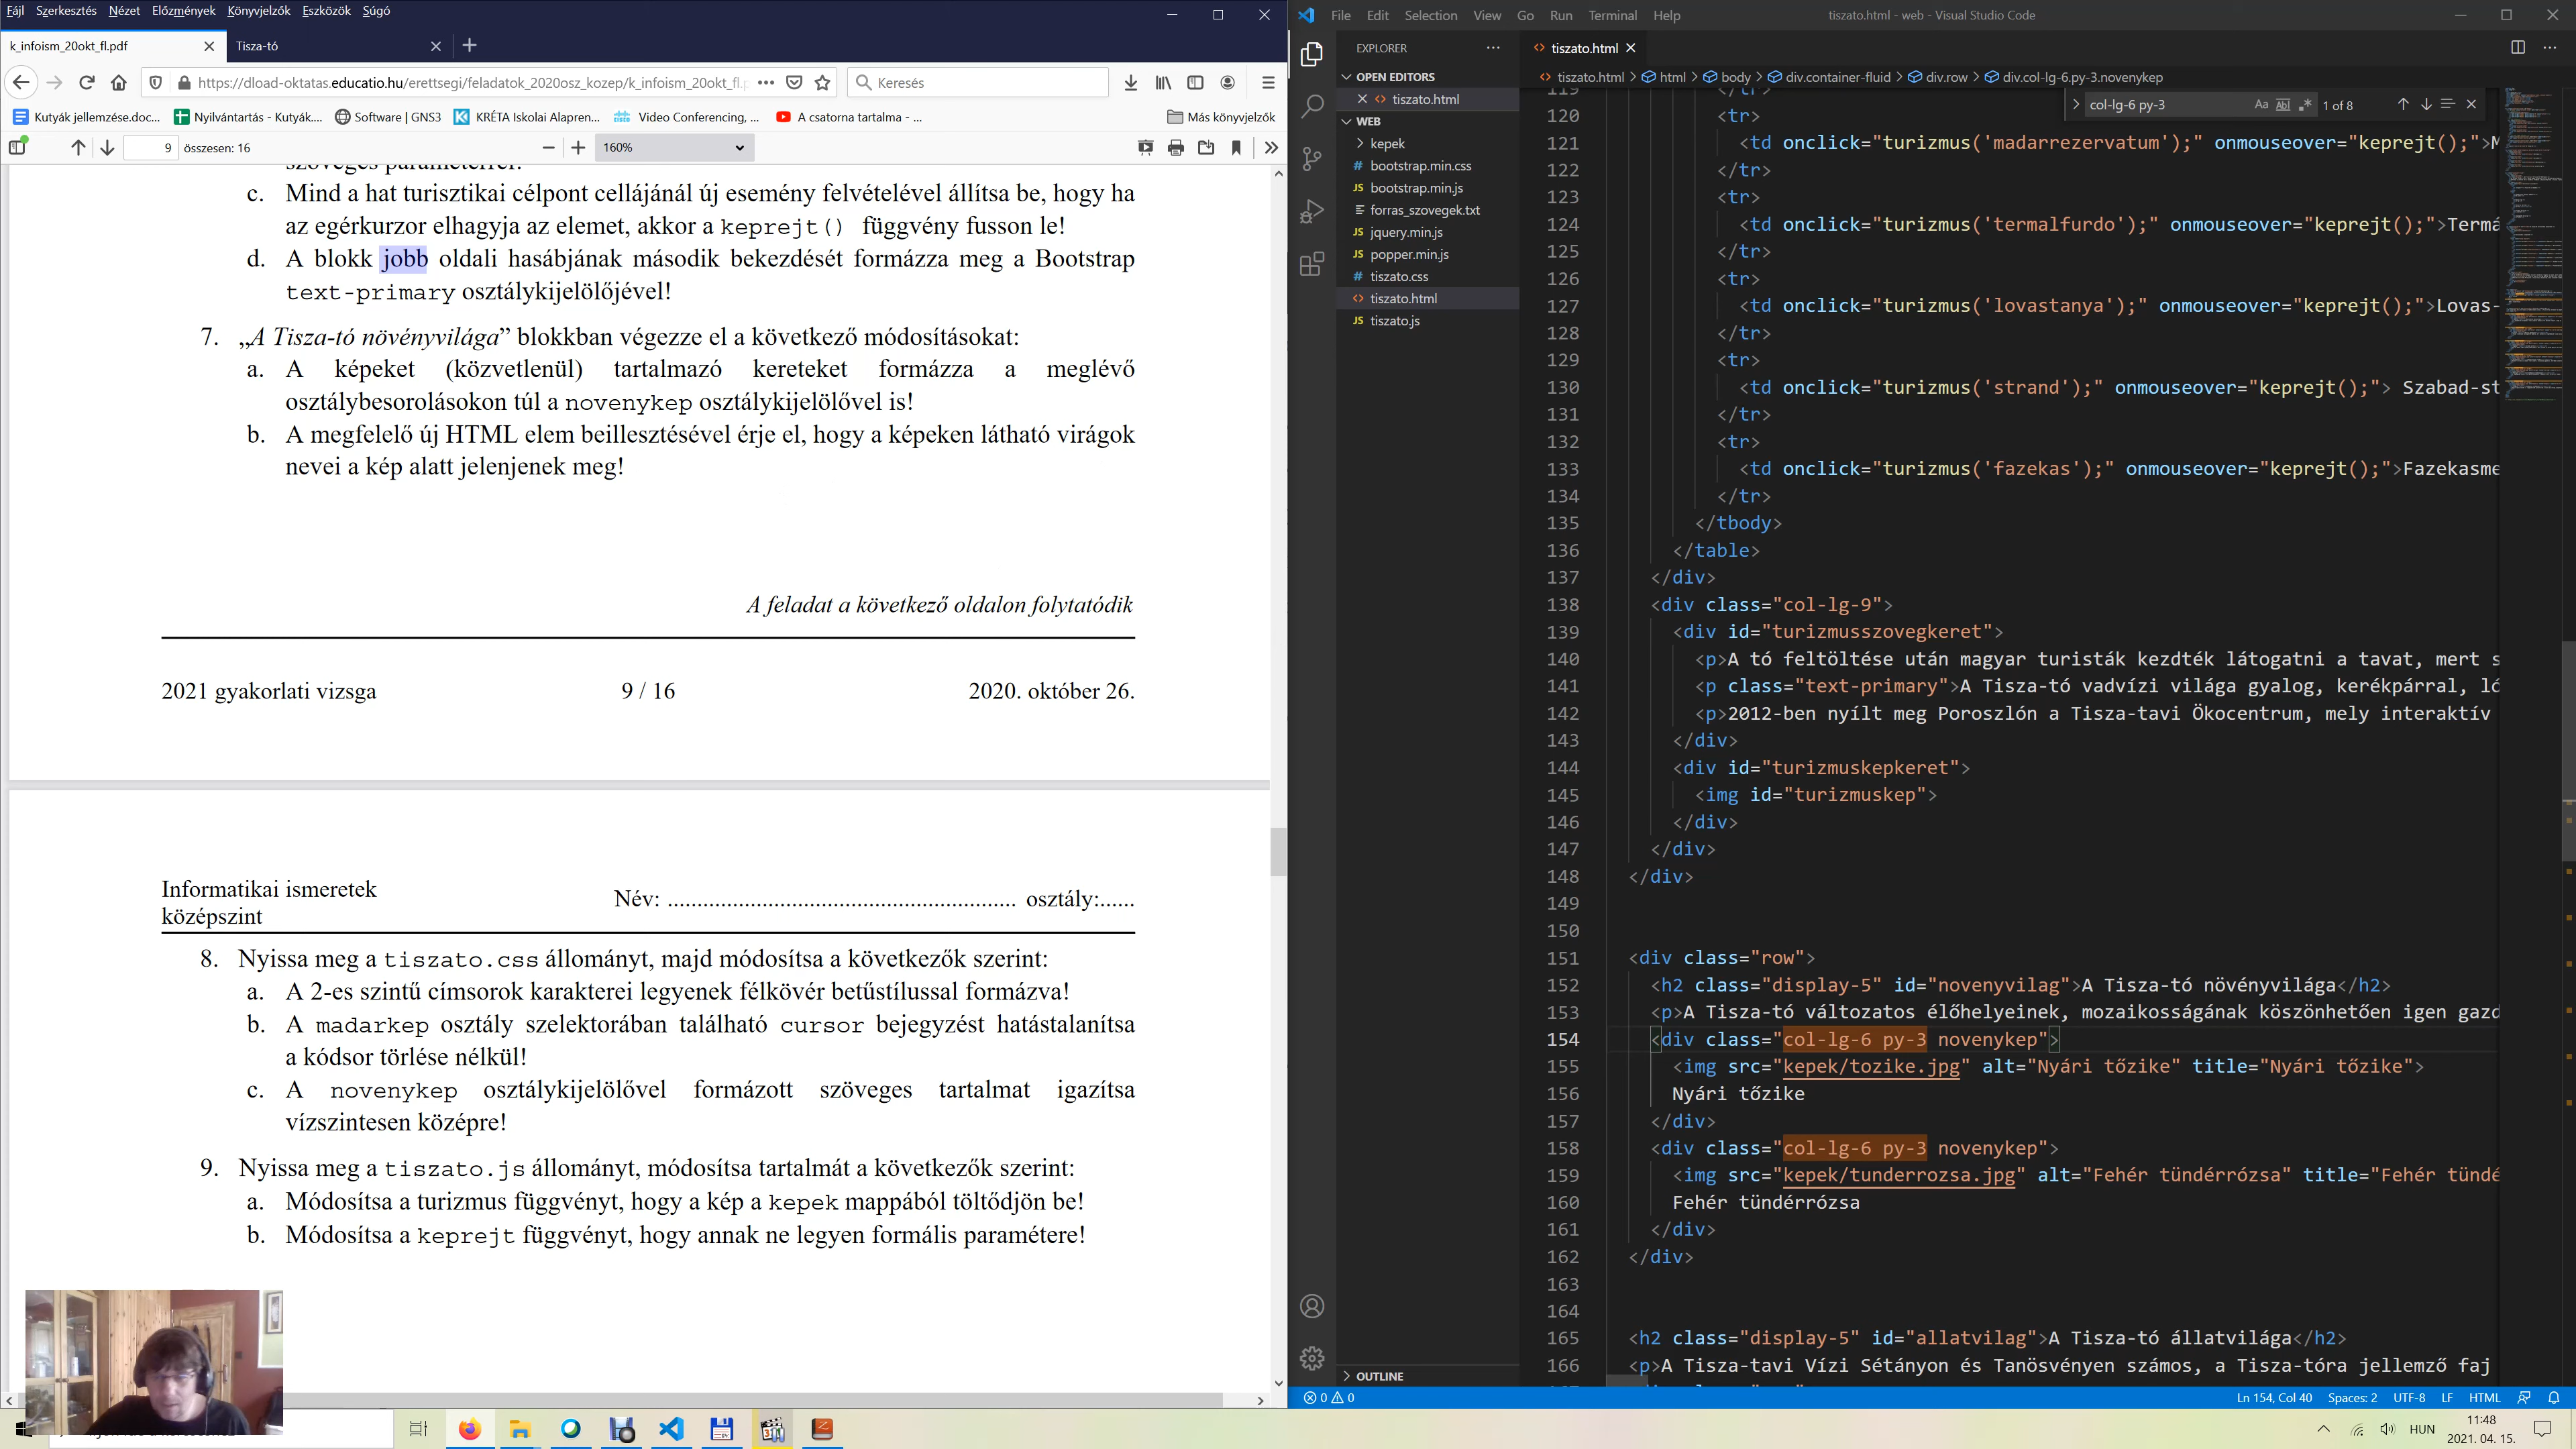 Fájl Szerkesztés Nézet Előzmények Könyvjelzők Eszközök Súgó
k_infoism_20okt_fl.pdf
Tisza-tó
https://dload-oktatas.educatio.hu/erettsegi/feladatok_2020osz_kozep/k_infoism_20okt_fl.p
Keresés
Kutyák jellemzése.doc...
Nyilvántartás - Kutyák....
Software | GNS3
KRÉTA Iskolai Alapren...
Video Conferencing, ...
A csatorna tartalma - ...
Más könyvjelzők
9 összesen: 16
160%
szöveges paraméterrel!
c. Mind a hat turisztikai célpont cellájánál új esemény felvételével állítsa be, hogy ha
az egérkurzor elhagyja az elemet, akkor a keprejt() függvény fusson le!
d. A blokk jobb oldali hasábjának második bekezdését formázza meg a Bootstrap
text-primary osztálykijelölőjével!
7. „A Tisza-tó növényvilága” blokkban végezze el a következő módosításokat:
a. A képeket (közvetlenül) tartalmazó kereteket formázza a meglévő
osztálybesorolásokon túl a novenykep osztálykijelölővel is!
b. A megfelelő új HTML elem beillesztésével érje el, hogy a képeken látható virágok
nevei a kép alatt jelenjenek meg!
A feladat a következő oldalon folytatódik
2021 gyakorlati vizsga 9 / 16 2020. október 26.
Informatikai ismeretek
középszint
Név: ..................................................... osztály:......
8. Nyissa meg a tiszato.css állományt, majd módosítsa a következők szerint:
a. A 2-es szintű címsorok karakterei legyenek félkövér betűstílussal formázva!
b. A madarkep osztály szelektorában található cursor bejegyzést hatástalanítsa
a kódsor törlése nélkül!
c. A novenykep osztálykijelölővel formázott szöveges tartalmat igazítsa
vízszintesen középre!
9. Nyissa meg a tiszato.js állományt, módosítsa tartalmát a következők szerint:
a. Módosítsa a turizmus függvényt, hogy a kép a kepek mappából töltődjön be!
b. Módosítsa a keprejt függvényt, hogy annak ne legyen formális paramétere!
File Edit Selection View Go Run Terminal Help
tiszato.html - web - Visual Studio Code
EXPLORER
OPEN EDITORS
tiszato.html
WEB
kepek
bootstrap.min.css
bootstrap.min.js
forras_szovegek.txt
jquery.min.js
popper.min.js
tiszato.css
tiszato.html
tiszato.js
OUTLINE
tiszato.html
tiszato.html > html > body > div.container-fluid > div.row > div.col-lg-6.py-3.novenykep
col-lg-6 py-3
1 of 8
119 </tr>
120 <tr>
121 <td onclick="turizmus('madarrezervatum');" onmouseover="keprejt();">M
122 </tr>
123 <tr>
124 <td onclick="turizmus('termalfurdo');" onmouseover="keprejt();">Termá
125 </tr>
126 <tr>
127 <td onclick="turizmus('lovastanya');" onmouseover="keprejt();">Lovas-
128 </tr>
129 <tr>
130 <td onclick="turizmus('strand');" onmouseover="keprejt();"> Szabad-st
131 </tr>
132 <tr>
133 <td onclick="turizmus('fazekas');" onmouseover="keprejt();">Fazekasme
134 </tr>
135 </tbody>
136 </table>
137 </div>
138 <div class="col-lg-9">
139 <div id="turizmusszovegkeret">
140 <p>A tó feltöltése után magyar turisták kezdték látogatni a tavat, mert s
141 <p class="text-primary">A Tisza-tó vadvízi világa gyalog, kerékpárral, ló
142 <p>2012-ben nyílt meg Poroszlón a Tisza-tavi Ökocentrum, mely interaktív
143 </div>
144 <div id="turizmuskepkeret">
145 <img id="turizmuskep">
146 </div>
147 </div>
148 </div>
149
150
151 <div class="row">
152 <h2 class="display-5" id="novenyvilag">A Tisza-tó növényvilága</h2>
153 <p>A Tisza-tó változatos élőhelyeinek, mozaikosságának köszönhetően igen gazd
154 <div class="col-lg-6 py-3 novenykep">
155 <img src="kepek/tozike.jpg" alt="Nyári tőzike" title="Nyári tőzike">
156 Nyári tőzike
157 </div>
158 <div class="col-lg-6 py-3 novenykep">
159 <img src="kepek/tunderrozsa.jpg" alt="Fehér tündérrózsa" title="Fehér tündé
160 Fehér tündérrózsa
161 </div>
162 </div>
163
164
165 <h2 class="display-5" id="allatvilag">A Tisza-tó állatvilága</h2>
166 <p>A Tisza-tavi Vízi Sétányon és Tanösvényen számos, a Tisza-tóra jellemző faj
0 0
Ln 154, Col 40 Spaces: 2 UTF-8 LF HTML
HUN
11:48
2021. 04. 15.